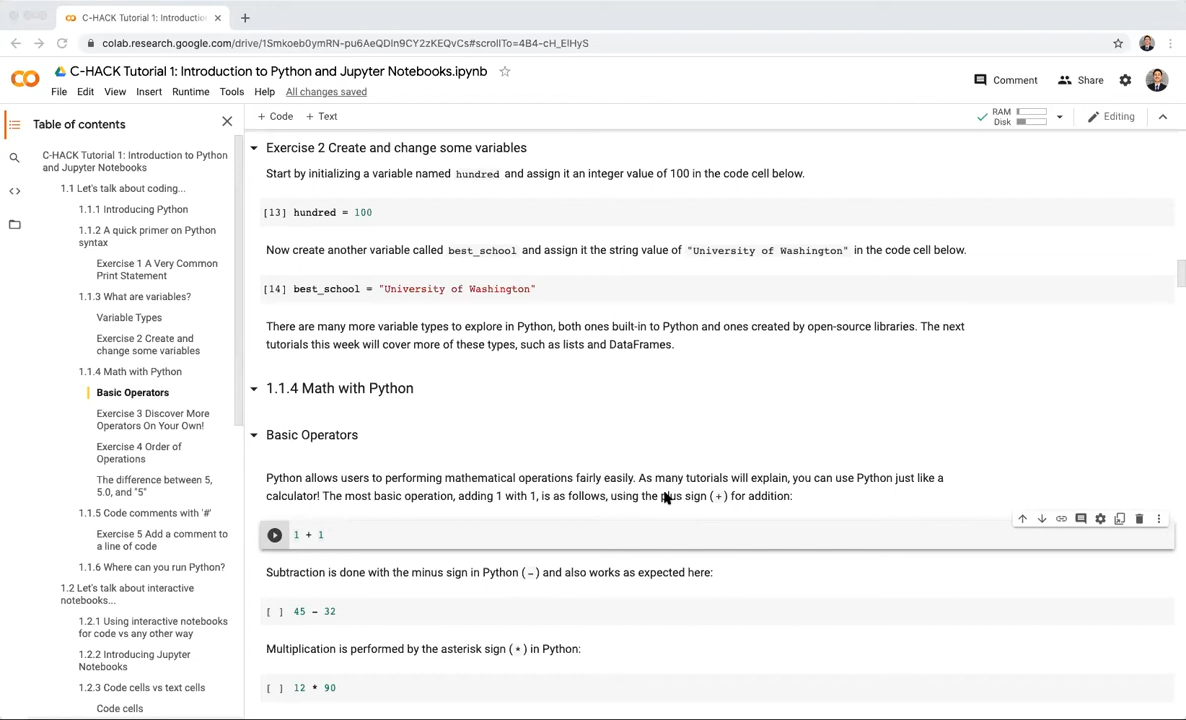 C-HACK Tutorial 1: Introductio
colab.research.google.com/drive/1Smkoeb0ymRN-pu6AeQDln9CY2zKEQvCs#scrollTo=4B4-cH_ElHyS
C-HACK Tutorial 1: Introduction to Python and Jupyter Notebooks.ipynb
Comment
Share
File Edit View Insert Runtime Tools Help All changes saved
Table of contents
C-HACK Tutorial 1: Introduction to Python
and Jupyter Notebooks
1.1 Let's talk about coding...
1.1.1 Introducing Python
1.1.2 A quick primer on Python
syntax
Exercise 1 A Very Common
Print Statement
1.1.3 What are variables?
Variable Types
Exercise 2 Create and
change some variables
1.1.4 Math with Python
Basic Operators
Exercise 3 Discover More
Operators On Your Own!
Exercise 4 Order of
Operations
The difference between 5,
5.0, and "5"
1.1.5 Code comments with '#'
Exercise 5 Add a comment to
a line of code
1.1.6 Where can you run Python?
1.2 Let's talk about interactive
notebooks...
1.2.1 Using interactive notebooks
for code vs any other way
1.2.2 Introducing Jupyter
Notebooks
1.2.3 Code cells vs text cells
Code cells
+ Code + Text
RAM
Disk
Editing
Exercise 2 Create and change some variables
Start by initializing a variable named hundred and assign it an integer value of 100 in the code cell below.
[13] hundred = 100
Now create another variable called best_school and assign it the string value of "University of Washington" in the code cell below.
[14] best_school = "University of Washington"
There are many more variable types to explore in Python, both ones built-in to Python and ones created by open-source libraries. The next
tutorials this week will cover more of these types, such as lists and DataFrames.
1.1.4 Math with Python
Basic Operators
Python allows users to performing mathematical operations fairly easily. As many tutorials will explain, you can use Python just like a
calculator! The most basic operation, adding 1 with 1, is as follows, using the plus sign (+) for addition:
1 + 1
Subtraction is done with the minus sign in Python (-) and also works as expected here:
[ ] 45 - 32
Multiplication is performed by the asterisk sign (*) in Python:
[ ] 12 * 90